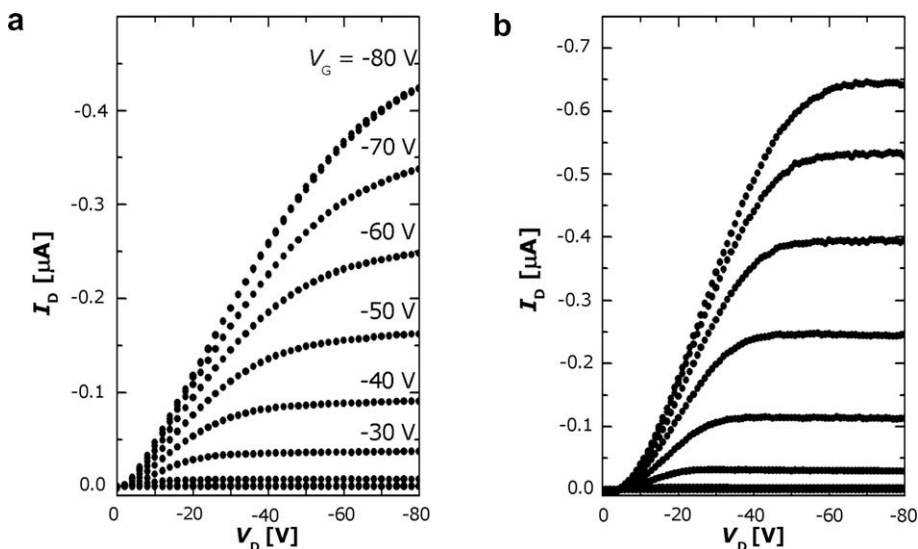 a
V_G = -80 V
-70 V
-60 V
-50 V
-40 V
-30 V
-0.4
-0.3
-0.2
-0.1
0.0
I_D [µA]
0
-20
-40
-60
-80
V_D [V]
b
-0.7
-0.6
-0.5
-0.4
-0.3
-0.2
-0.1
0.0
I_D [µA]
0
-20
-40
-60
-80
V_D [V]